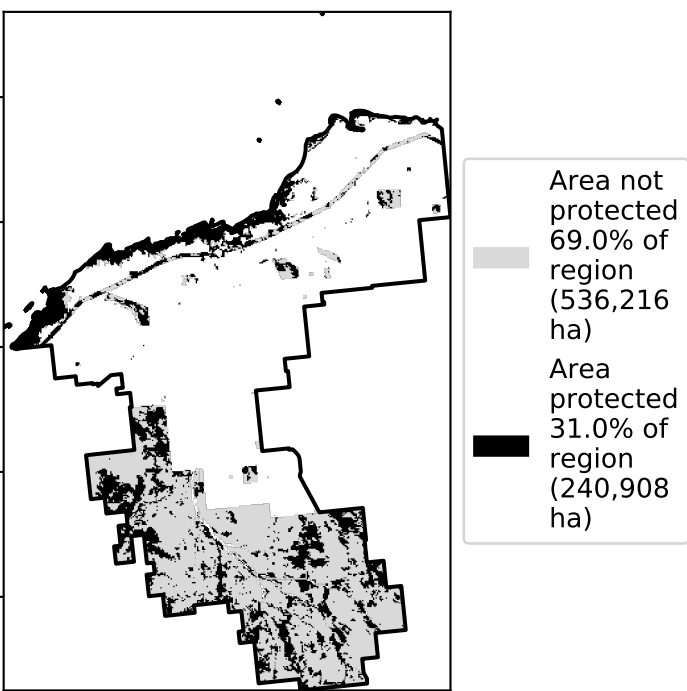 Area not
protected
69.0% of
region
(536,216
ha)
Area
protected
31.0% of
region
(240,908
ha)